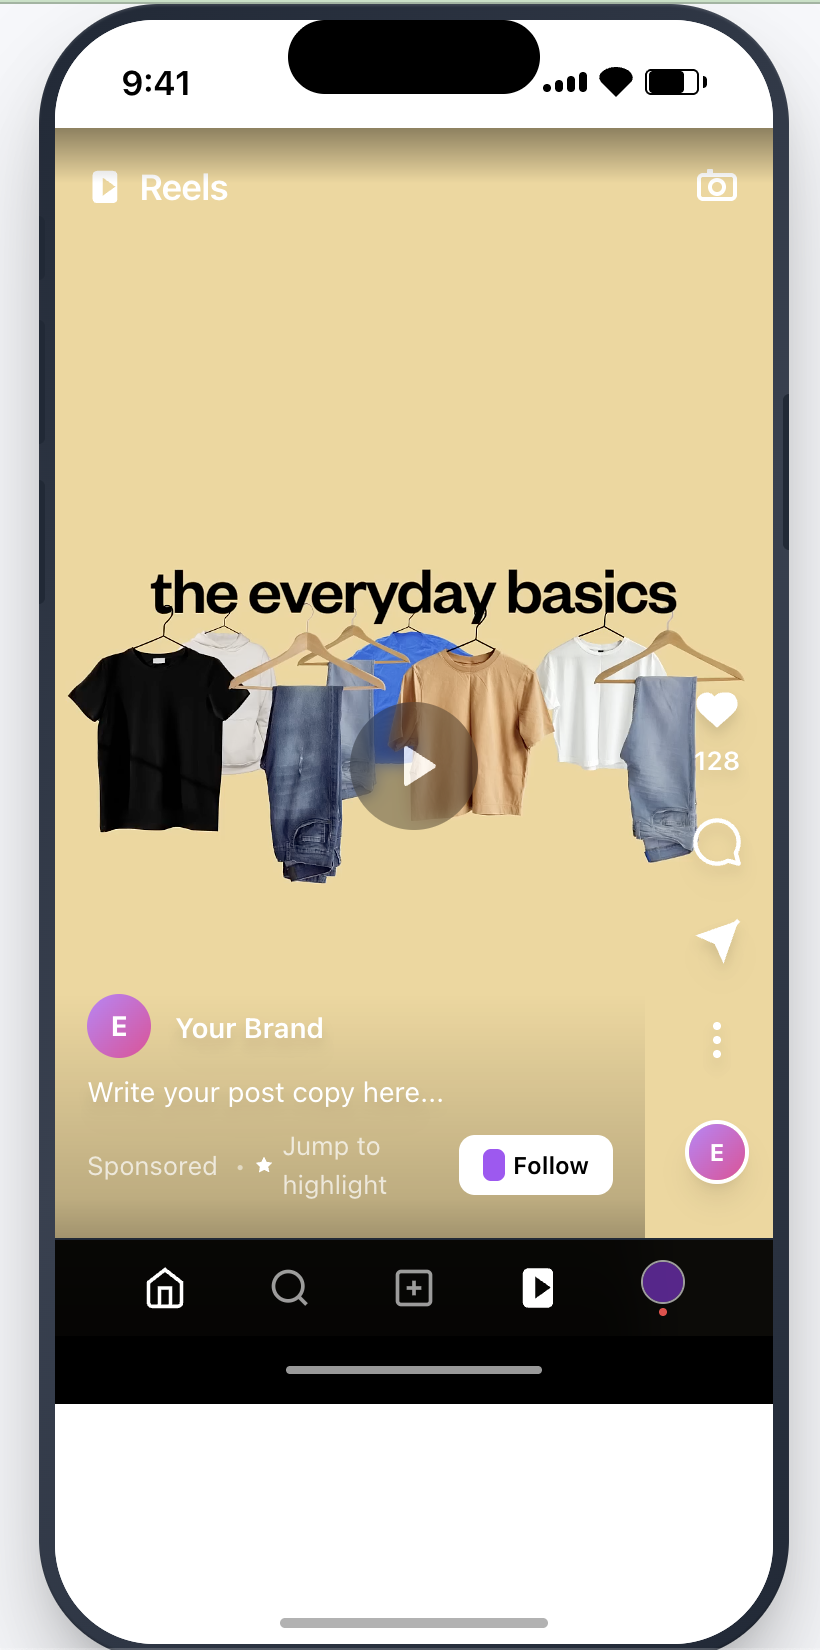 9:41
Reels
the everyday basics
128
E
Your Brand
Write your post copy here...
Sponsored
Jump to
highlight
Follow
E